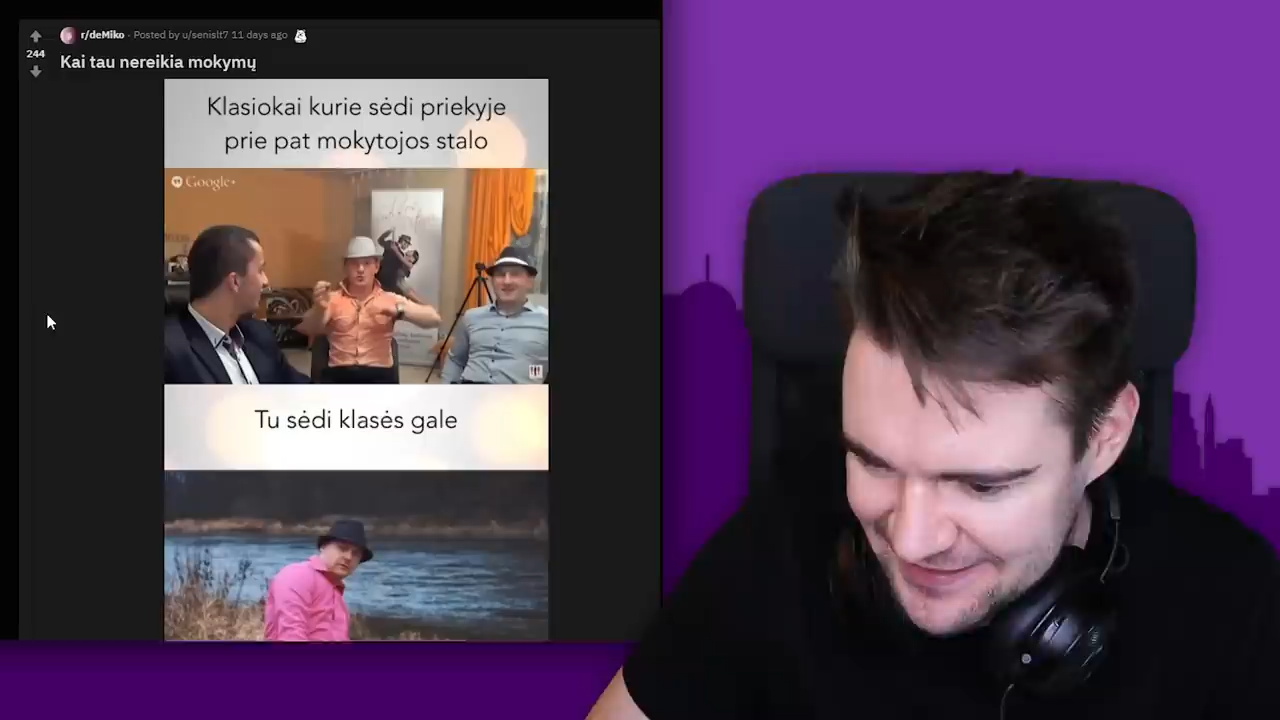 r/deMiko · Posted by u/senislt7 11 days ago
244
Kai tau nereikia mokymų
Klasiokai kurie sėdi priekyje
prie pat mokytojos stalo
Google+
Tu sėdi klasės gale